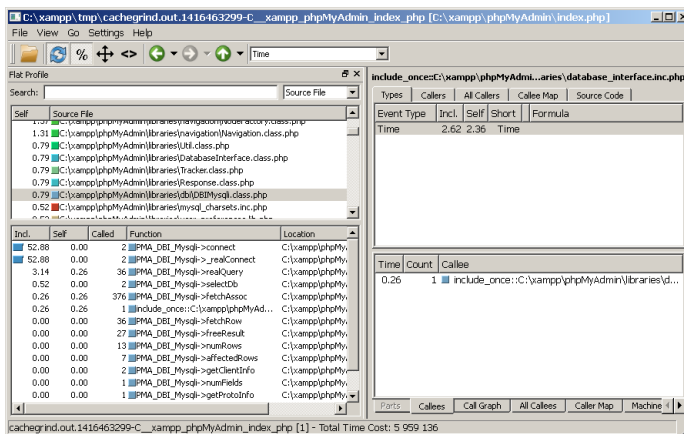 C:\xampp\tmp\cachegrind.out.1416463299-C__xampp_phpMyAdmin_index_php [C:\xampp\phpMyAdmin\index.php]
File View Go Settings Help
% <> Time
Flat Profile
Search: Source File
Self Source File
1.31 C:\xampp\phpMyAdmin\libraries\navigation\Navigation.class.php
0.79 C:\xampp\phpMyAdmin\libraries\Util.class.php
0.79 C:\xampp\phpMyAdmin\libraries\DatabaseInterface.class.php
0.79 C:\xampp\phpMyAdmin\libraries\Tracker.class.php
0.79 C:\xampp\phpMyAdmin\libraries\Response.class.php
0.79 C:\xampp\phpMyAdmin\libraries\dbi\DBIMysqli.class.php
0.52 C:\xampp\phpMyAdmin\libraries\mysql_charsets.inc.php
Incl. Self Called Function Location
52.88 0.00 2 PMA_DBI_Mysqli->connect C:\xampp\phpMy
52.88 0.00 2 PMA_DBI_Mysqli->_realConnect C:\xampp\phpMy
3.14 0.26 36 PMA_DBI_Mysqli->realQuery C:\xampp\phpMy
0.52 0.00 2 PMA_DBI_Mysqli->selectDb C:\xampp\phpMy
0.26 0.26 376 PMA_DBI_Mysqli->fetchAssoc C:\xampp\phpMy
0.26 0.26 1 include_once::C:\xampp\phpMyAd... C:\xampp\phpMy
0.00 0.00 36 PMA_DBI_Mysqli->fetchRow C:\xampp\phpMy
0.00 0.00 27 PMA_DBI_Mysqli->freeResult C:\xampp\phpMy
0.00 0.00 13 PMA_DBI_Mysqli->numRows C:\xampp\phpMy
0.00 0.00 7 PMA_DBI_Mysqli->affectedRows C:\xampp\phpMy
0.00 0.00 2 PMA_DBI_Mysqli->getClientInfo C:\xampp\phpMy
0.00 0.00 1 PMA_DBI_Mysqli->numFields C:\xampp\phpMy
0.00 0.00 1 PMA_DBI_Mysqli->getProtoInfo C:\xampp\phpMy
include_once::C:\xampp\phpMyAdmi...aries\database_interface.inc.php
Types Callers All Callers Callee Map Source Code
Event Type Incl. Self Short Formula
Time 2.62 2.36 Time
Time Count Callee
0.26 1 include_once::C:\xampp\phpMyAdmin\libraries\d...
Parts Callees Call Graph All Callees Caller Map Machine
cachegrind.out.1416463299-C__xampp_phpMyAdmin_index_php [1] - Total Time Cost: 5 959 136